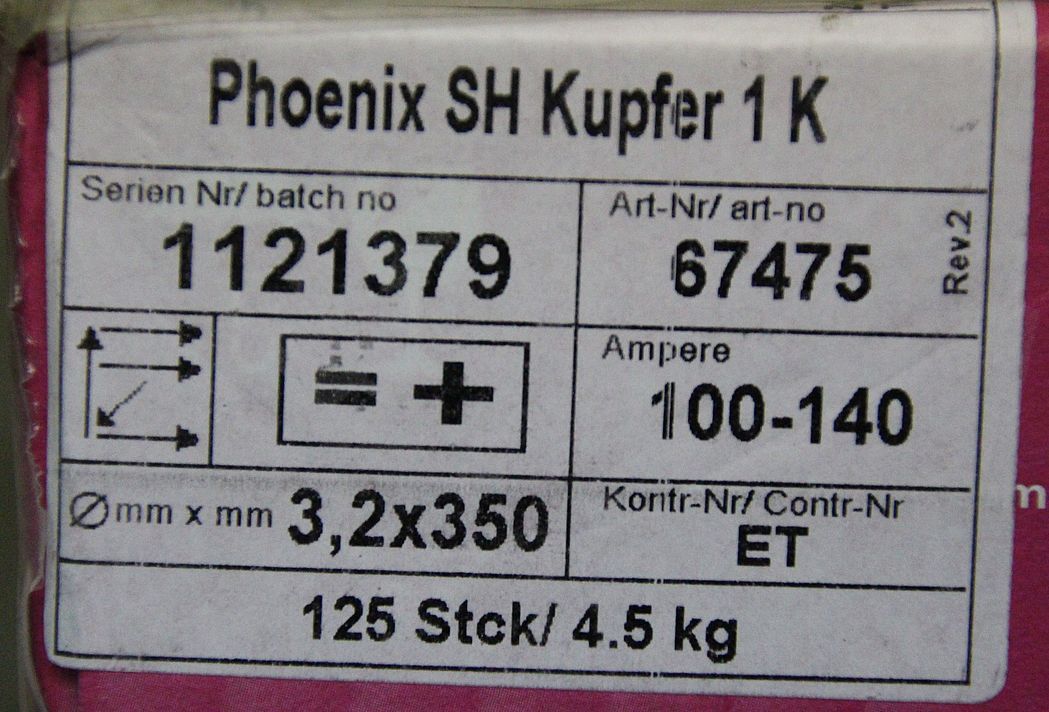 Phoenix SH Kupfer 1 K
Serien Nr/ batch no
1121379
Art-Nr/ art-no
67475
Rev.2
= +
Ampere
100-140
Ømm x mm 3,2x350
Kontr-Nr/ Contr-Nr
ET
125 Stck/ 4.5 kg
m